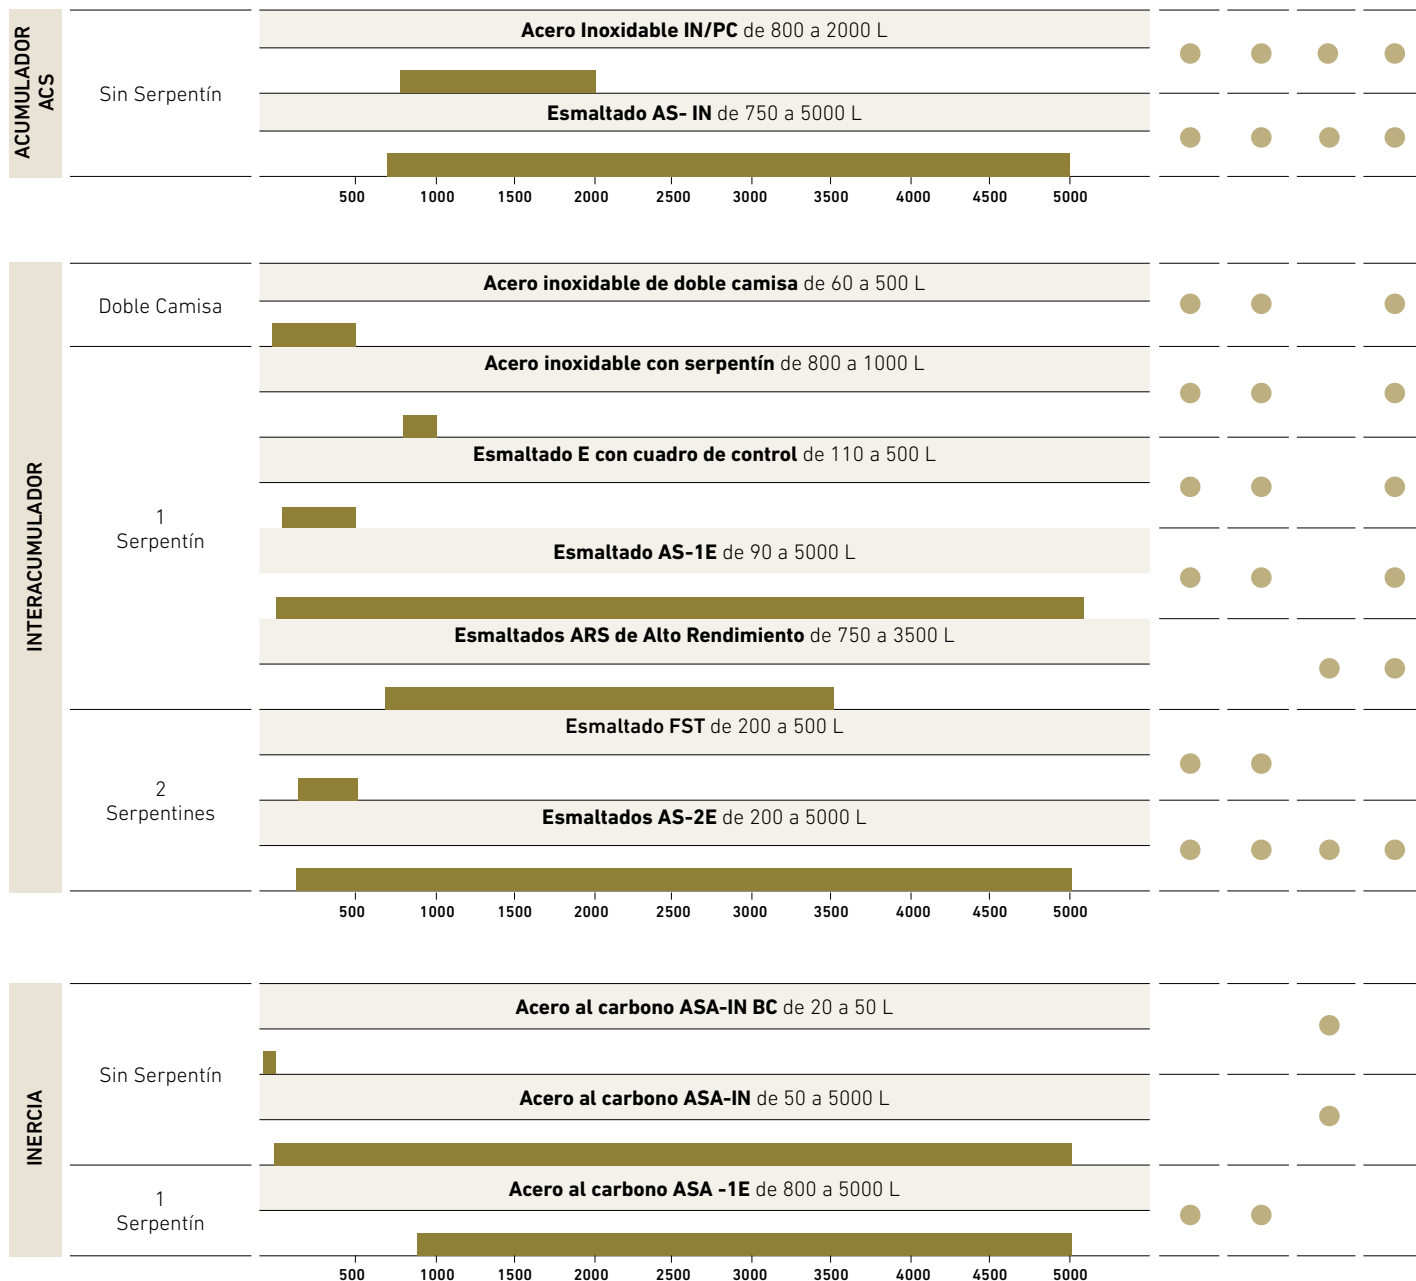 ACUMULADOR
ACS
Sin Serpentín
Acero Inoxidable IN/PC de 800 a 2000 L
Esmaltado AS- IN de 750 a 5000 L
500 1000 1500 2000 2500 3000 3500 4000 4500 5000
INTERACUMULADOR
Doble Camisa
Acero inoxidable de doble camisa de 60 a 500 L
1
Serpentín
Acero inoxidable con serpentín de 800 a 1000 L
Esmaltado E con cuadro de control de 110 a 500 L
Esmaltado AS-1E de 90 a 5000 L
Esmaltados ARS de Alto Rendimiento de 750 a 3500 L
2
Serpentines
Esmaltado FST de 200 a 500 L
Esmaltados AS-2E de 200 a 5000 L
500 1000 1500 2000 2500 3000 3500 4000 4500 5000
INERCIA
Sin Serpentín
Acero al carbono ASA-IN BC de 20 a 50 L
Acero al carbono ASA-IN de 50 a 5000 L
1
Serpentín
Acero al carbono ASA -1E de 800 a 5000 L
500 1000 1500 2000 2500 3000 3500 4000 4500 5000